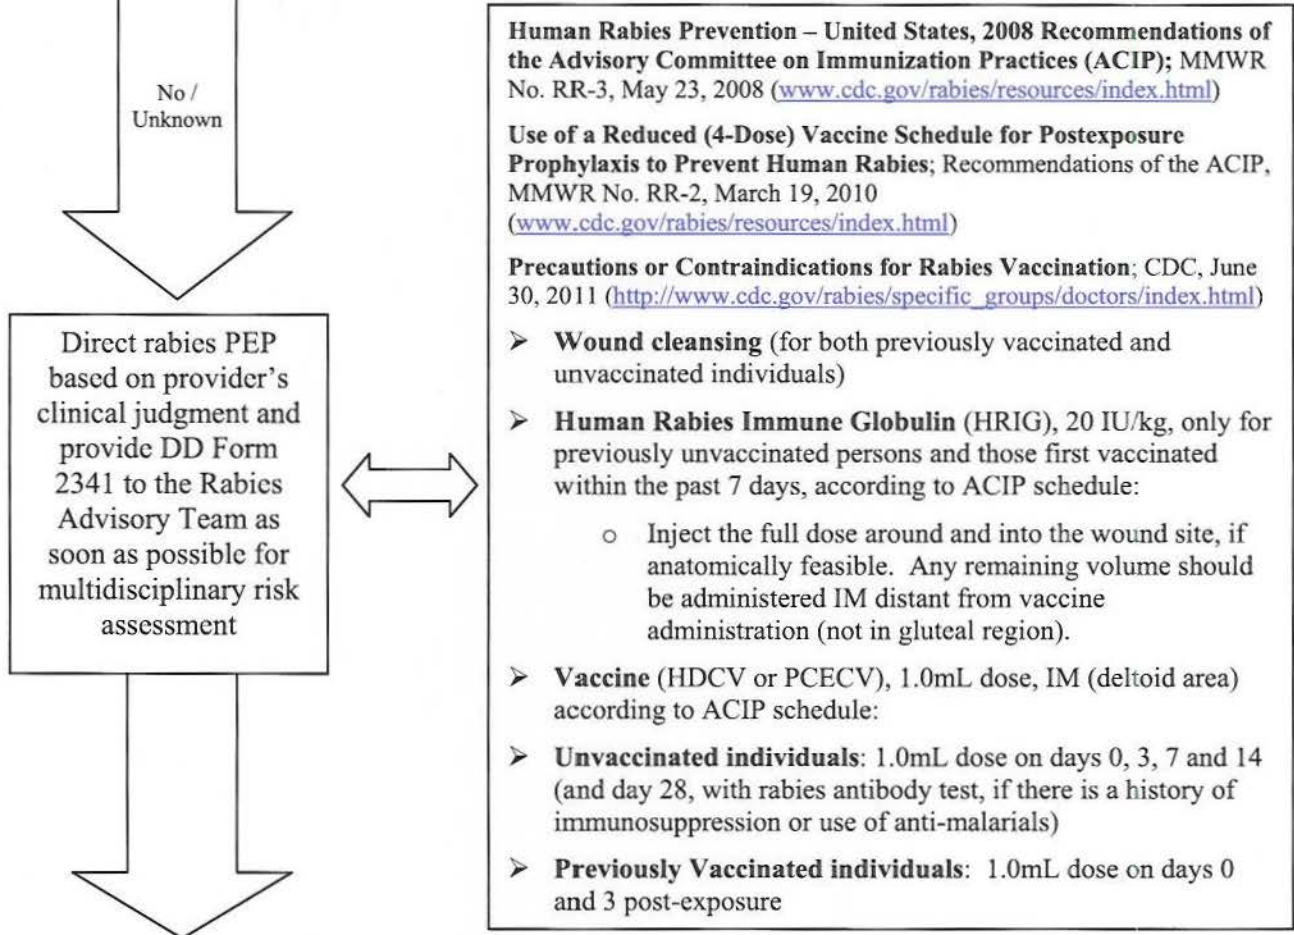 No /
Unknown
Direct rabies PEP
based on provider's
clinical judgment and
provide DD Form
2341 to the Rabies
Advisory Team as
soon as possible for
multidisciplinary risk
assessment
Human Rabies Prevention – United States, 2008 Recommendations of
the Advisory Committee on Immunization Practices (ACIP); MMWR
No. RR-3, May 23, 2008 (www.cdc.gov/rabies/resources/index.html)
Use of a Reduced (4-Dose) Vaccine Schedule for Postexposure
Prophylaxis to Prevent Human Rabies; Recommendations of the ACIP,
MMWR No. RR-2, March 19, 2010
(www.cdc.gov/rabies/resources/index.html)
Precautions or Contraindications for Rabies Vaccination; CDC, June
30, 2011 (http://www.cdc.gov/rabies/specific_groups/doctors/index.html)
➤ Wound cleansing (for both previously vaccinated and
unvaccinated individuals)
➤ Human Rabies Immune Globulin (HRIG), 20 IU/kg, only for
previously unvaccinated persons and those first vaccinated
within the past 7 days, according to ACIP schedule:
o Inject the full dose around and into the wound site, if
anatomically feasible. Any remaining volume should
be administered IM distant from vaccine
administration (not in gluteal region).
➤ Vaccine (HDCV or PCECV), 1.0mL dose, IM (deltoid area)
according to ACIP schedule:
➤ Unvaccinated individuals: 1.0mL dose on days 0, 3, 7 and 14
(and day 28, with rabies antibody test, if there is a history of
immunosuppression or use of anti-malarials)
➤ Previously Vaccinated individuals: 1.0mL dose on days 0
and 3 post-exposure